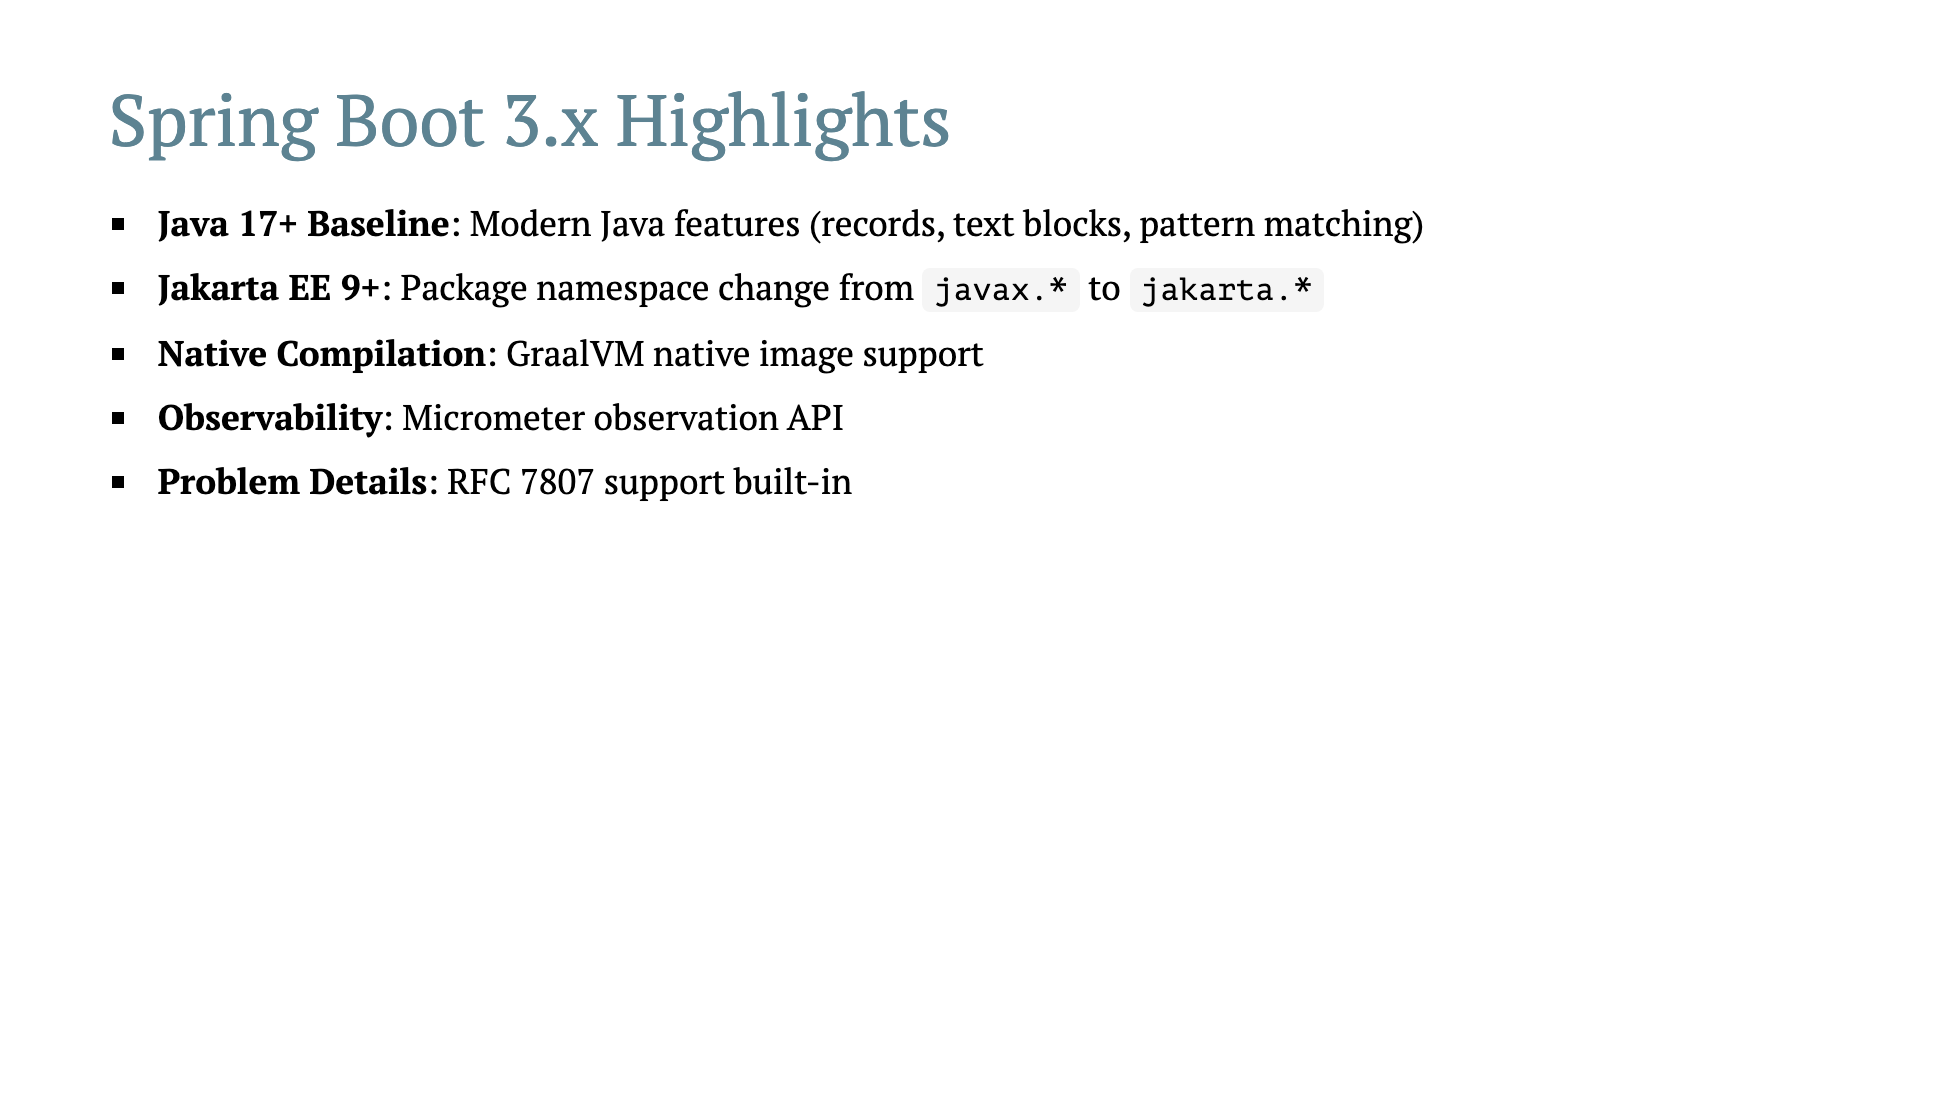 Spring Boot 3.x Highlights
▪ Java 17+ Baseline: Modern Java features (records, text blocks, pattern matching)
▪ Jakarta EE 9+: Package namespace change from javax.* to jakarta.*
▪ Native Compilation: GraalVM native image support
▪ Observability: Micrometer observation API
▪ Problem Details: RFC 7807 support built-in